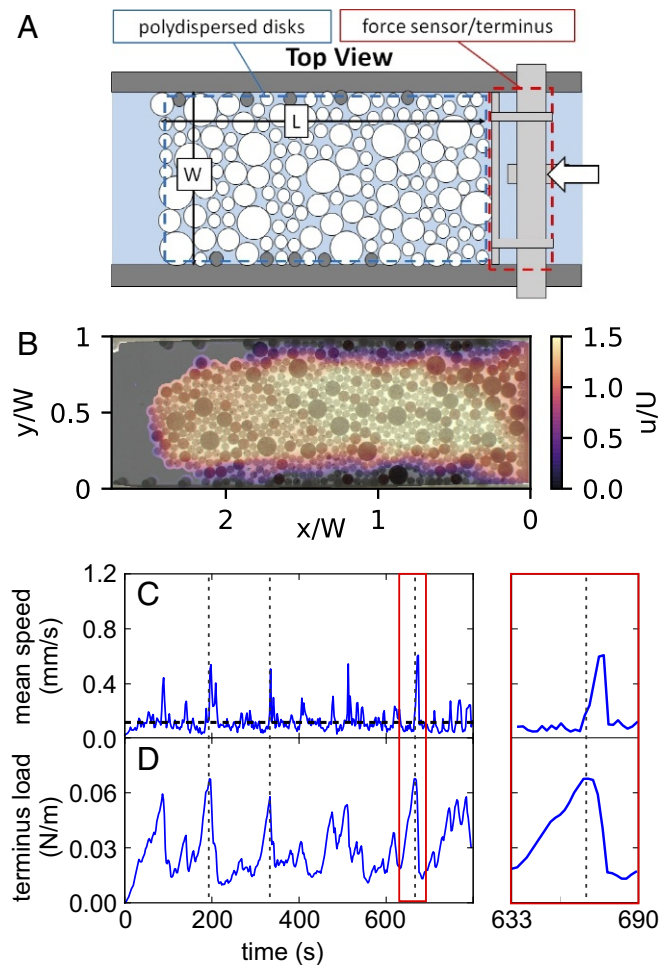 A
polydispersed disks
force sensor/terminus
Top View
L
W
B
1
0.5
0
y/W
2
1
0
x/W
1.5
1.0
0.5
0.0
u/U
C
1.2
0.8
0.4
0.0
mean speed
(mm/s)
D
0.06
0.03
0.00
terminus load
(N/m)
0
200
400
600
time (s)
633
690